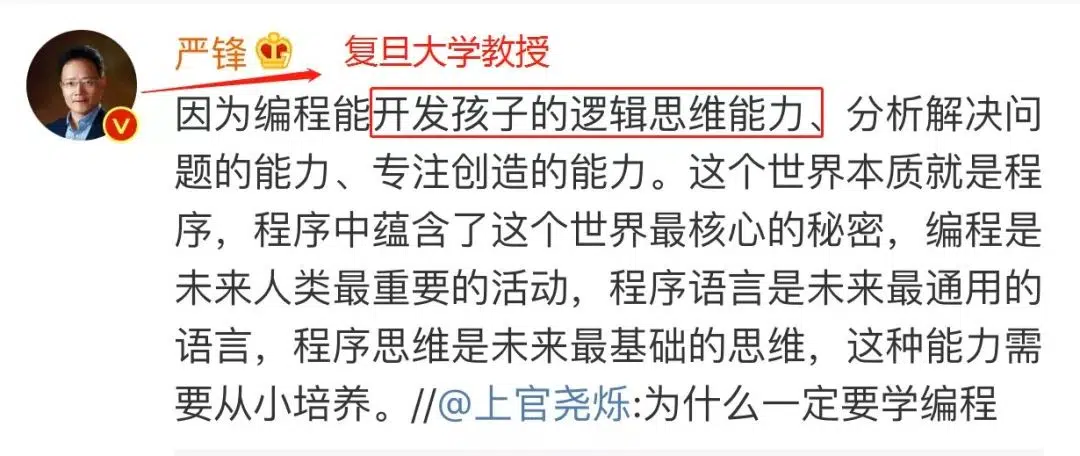 严锋 复旦大学教授
因为编程能开发孩子的逻辑思维能力、分析解决问
题的能力、专注创造的能力。这个世界本质就是程
序，程序中蕴含了这个世界最核心的秘密，编程是
未来人类最重要的活动，程序语言是未来最通用的
语言，程序思维是未来最基础的思维，这种能力需
要从小培养。//@上官尧烁:为什么一定要学编程